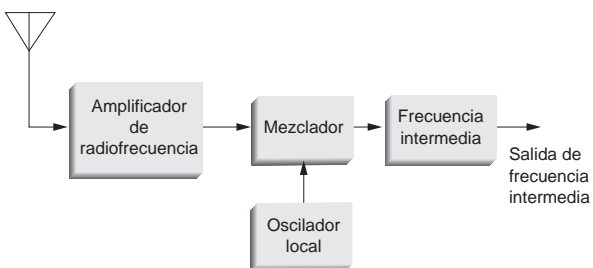 Amplificador
de
radiofrecuencia
Mezclador
Frecuencia
intermedia
Salida de
frecuencia
intermedia
Oscilador
local